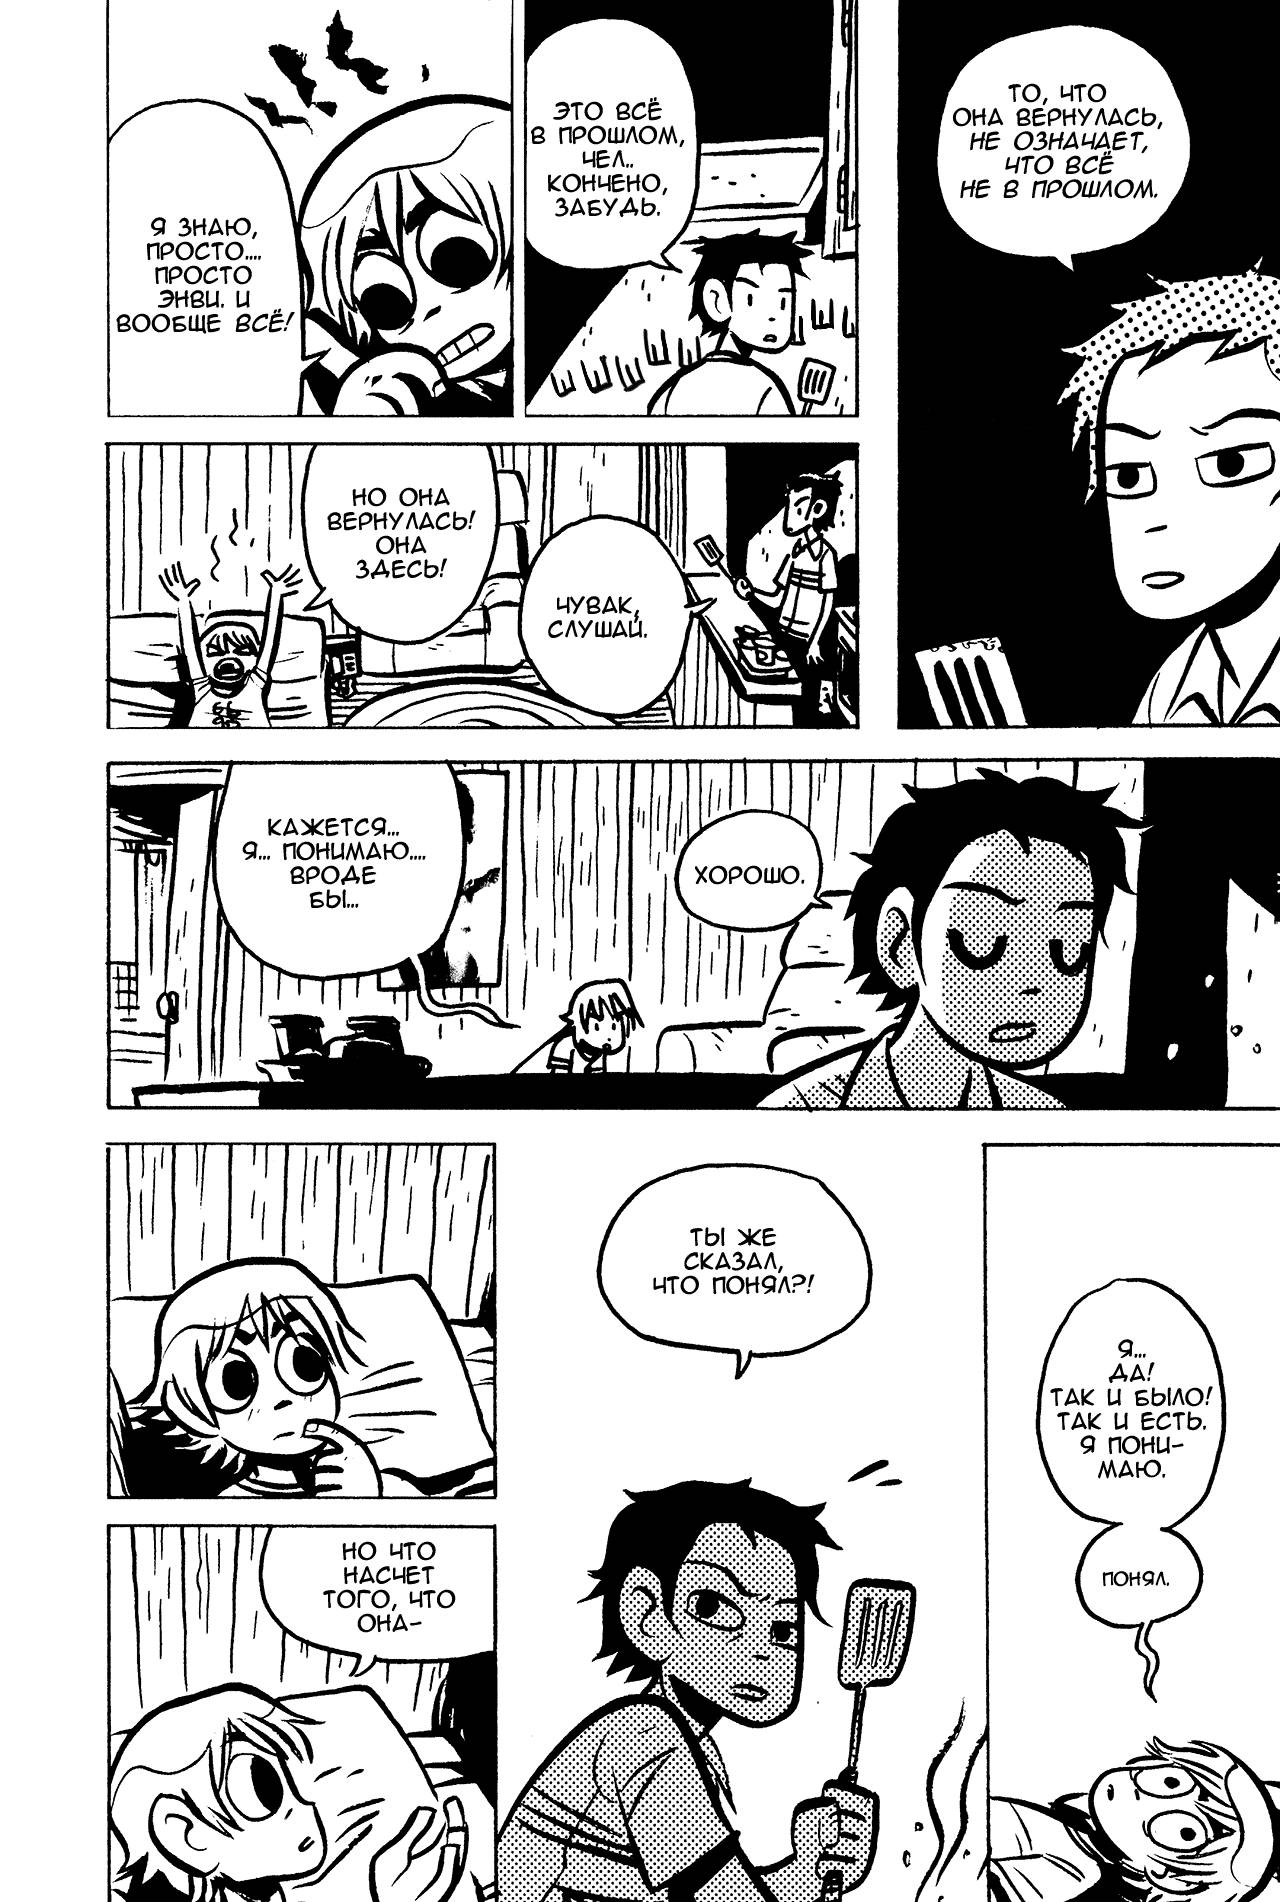 Я ЗНАЮ,
ПРОСТО....
ПРОСТО
ЭНВИ. И
ВООБЩЕ ВСЁ!
ЭТО ВСЁ
В ПРОШЛОМ,
ЧЕЛ..
КОНЧЕНО,
ЗАБУДЬ.
НО ОНА
ВЕРНУЛАСЬ!
ОНА
ЗДЕСЬ!
ЧУВАК,
СЛУШАЙ.
ТО, ЧТО
ОНА ВЕРНУЛАСЬ,
НЕ ОЗНАЧАЕТ,
ЧТО ВСЁ
НЕ В ПРОШЛОМ.
КАЖЕТСЯ...
Я... ПОНИМАЮ....
ВРОДЕ
БЫ...
ХОРОШО.
НО ЧТО
НАСЧЕТ
ТОГО, ЧТО
ОНА-
ТЫ ЖЕ
СКАЗАЛ,
ЧТО ПОНЯЛ?!
Я...
ДА!
ТАК И БЫЛО!
ТАК И ЕСТЬ.
Я ПОНИ-
МАЮ.
ПОНЯЛ.